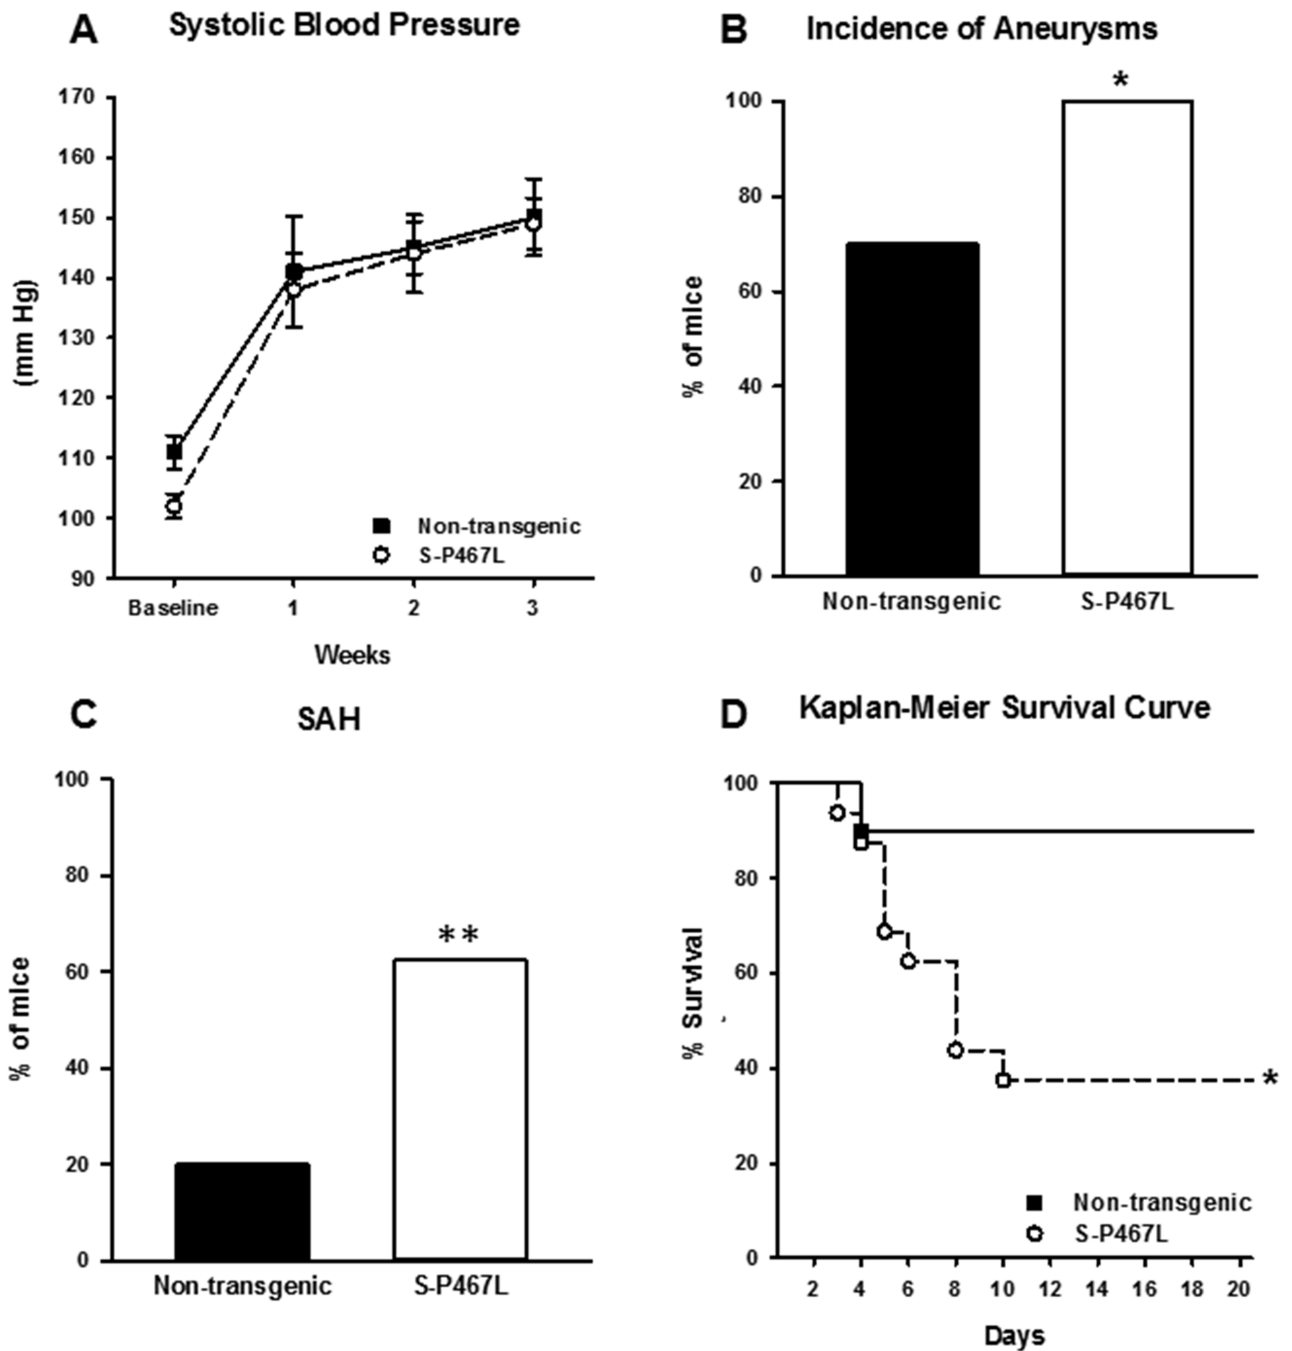 A Systolic Blood Pressure
170
160
150
140
130
120
110
100
90
(mm Hg)
Non-transgenic
S-P467L
Baseline 1 2 3
Weeks
B Incidence of Aneurysms
*
100
80
60
40
20
0
% of mice
Non-transgenic S-P467L
C SAH
100
80
60
40
20
0
% of mice
**
Non-transgenic S-P467L
D Kaplan-Meier Survival Curve
100
80
60
40
20
0
% Survival
*
Non-transgenic
S-P467L
2 4 6 8 10 12 14 16 18 20
Days